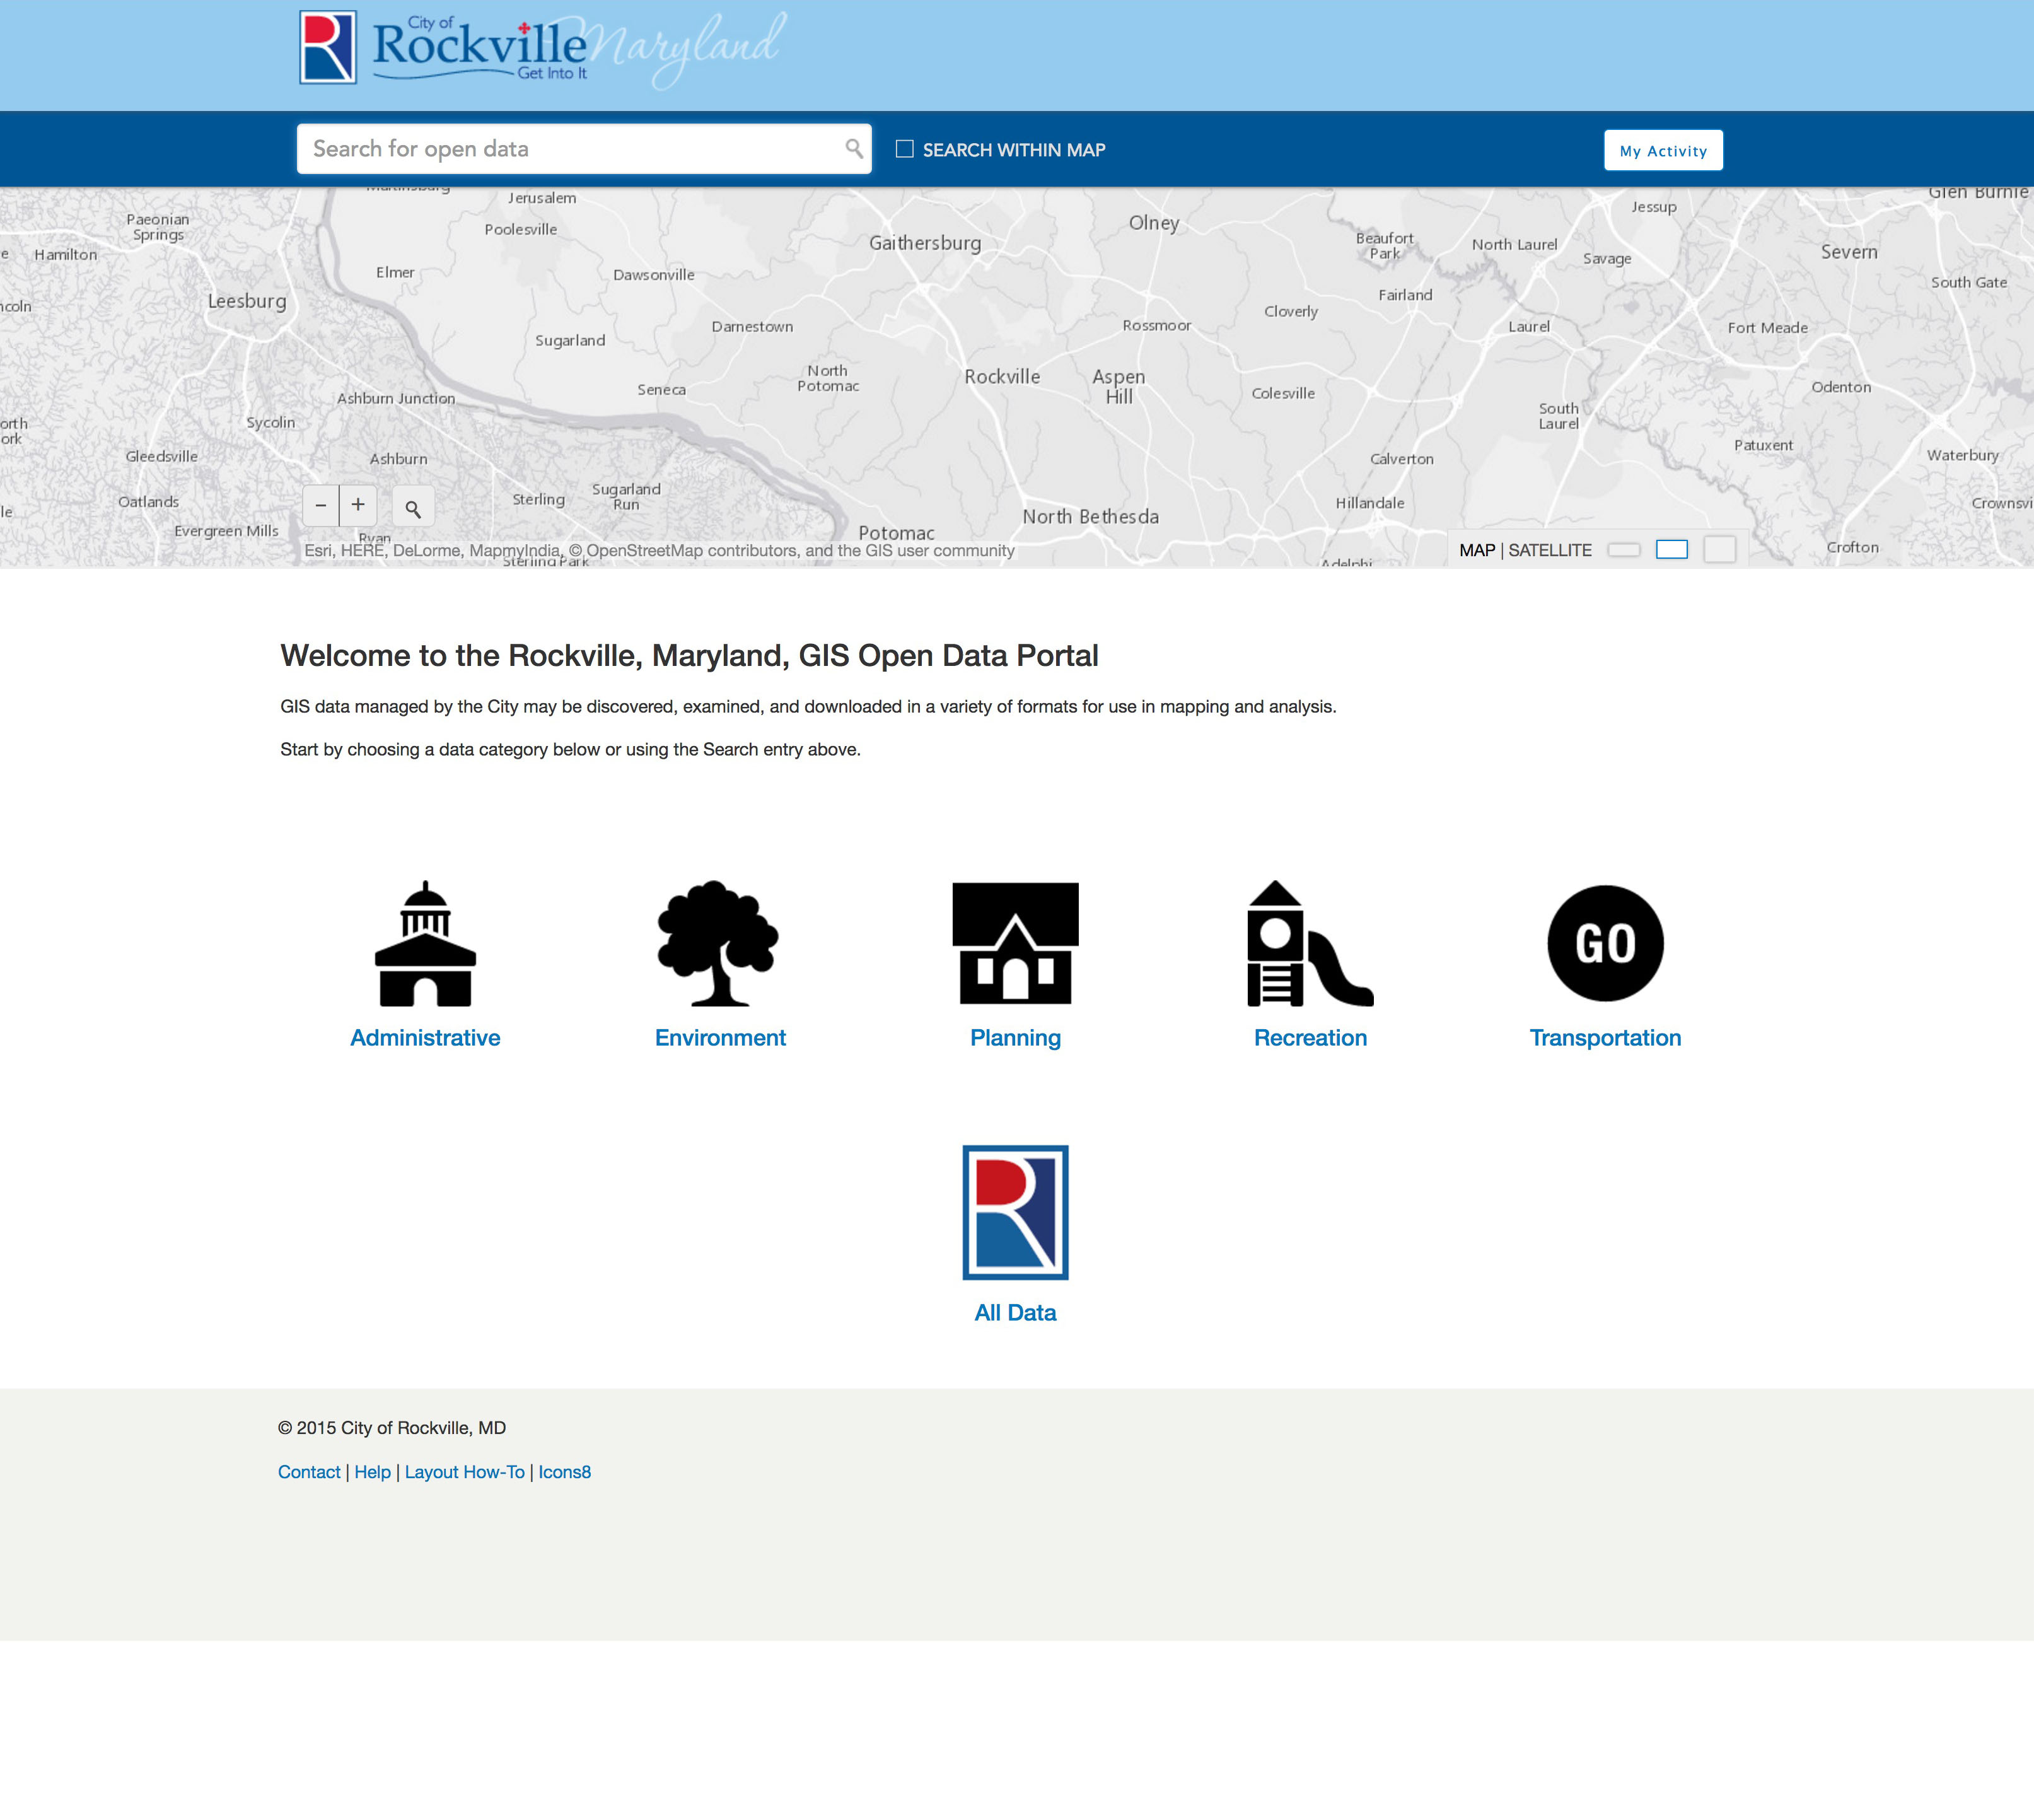 City of
Rockville Maryland
Get Into It
Search for open data
SEARCH WITHIN MAP
My Activity
Glen Burnie
Jerusalem
Jessup
Paeonian
Springs
Poolesville
Olney
Gaithersburg
Beaufort
Park
North Laurel
Hamilton
Savage
Severn
Elmer
Dawsonville
South Gate
Leesburg
Fairland
Cloverly
Darnestown
Rossmoor
Laurel
Fort Meade
Sugarland
North
Potomac
Rockville
Aspen
Hill
Seneca
Colesville
Odenton
Ashburn Junction
South
Laurel
Sycolin
Patuxent
Gleedsville
Ashburn
Calverton
Waterbury
Sugarland
Run
Oatlands
Sterling
Hillandale
Crownsvi
North Bethesda
Evergreen Mills
Potomac
Ryan
Esri, HERE, DeLorme, MapmyIndia, © OpenStreetMap contributors, and the GIS user community
MAP | SATELLITE
Crofton
Sterling Park
Adelphi
Welcome to the Rockville, Maryland, GIS Open Data Portal
GIS data managed by the City may be discovered, examined, and downloaded in a variety of formats for use in mapping and analysis.
Start by choosing a data category below or using the Search entry above.
GO
Administrative
Environment
Planning
Recreation
Transportation
R
All Data
© 2015 City of Rockville, MD
Contact | Help | Layout How-To | Icons8